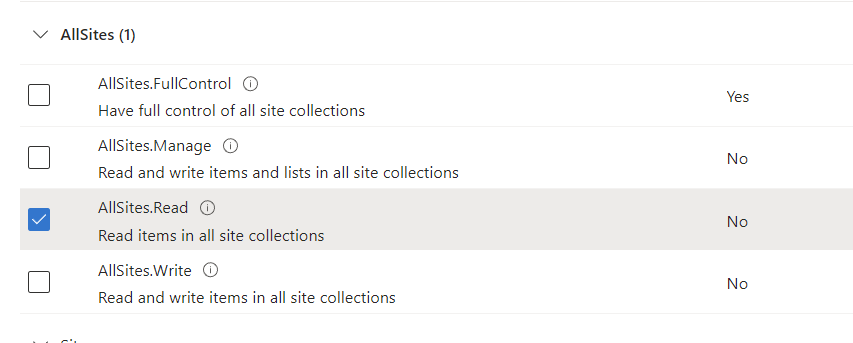 AllSites (1)
AllSites.FullControl
Have full control of all site collections
Yes
AllSites.Manage
Read and write items and lists in all site collections
No
AllSites.Read
Read items in all site collections
No
AllSites.Write
Read and write items in all site collections
No